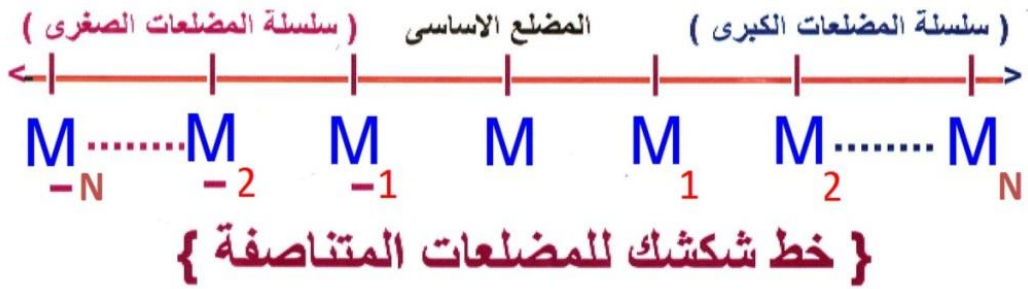 ( سلسلة المضلعات الكبرى ) المضلع الاساسى ( سلسلة المضلعات الصغرى )
M-N ........ M-2 M-1 M M1 M2 ........ MN
{ خط شكشك للمضلعات المتناصفة }